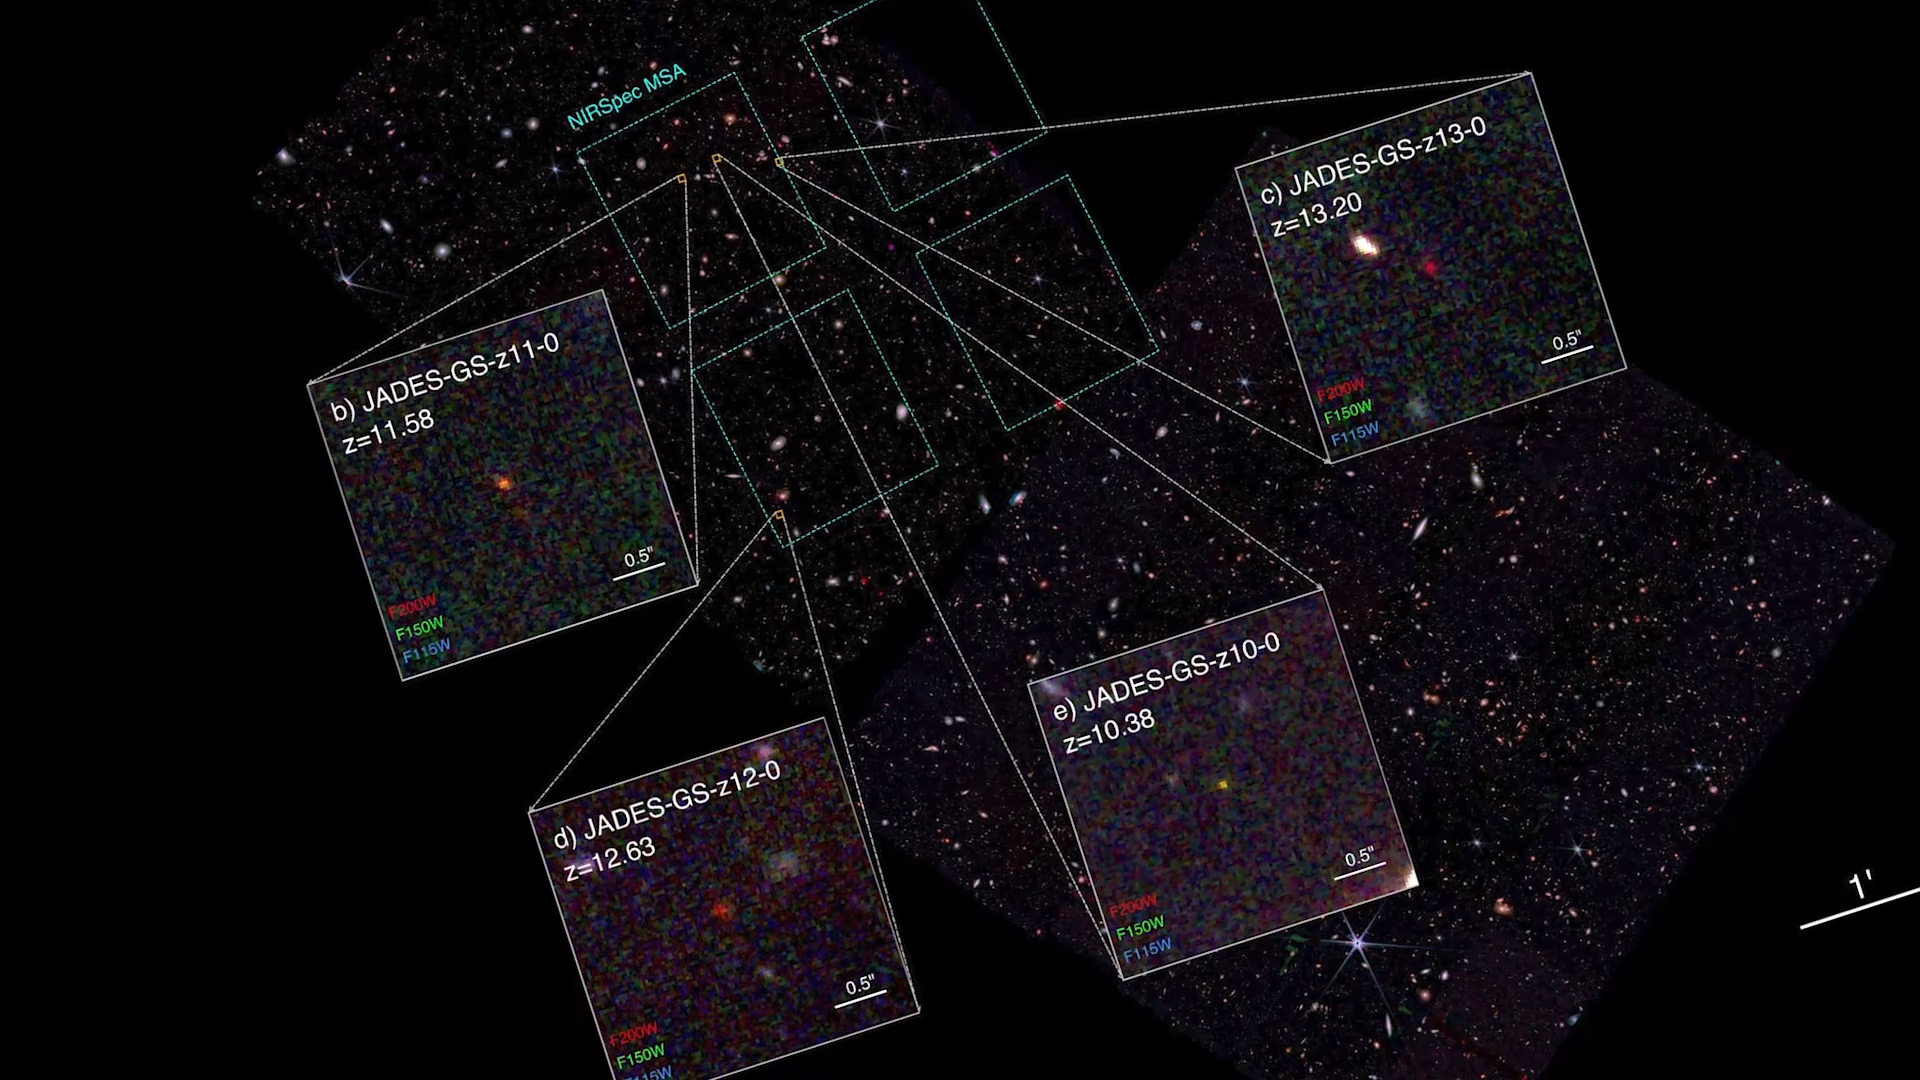 NIRSpec MSA
c) JADES-GS-z13-0
z=13.20
0.5"
F200W
F150W
F115W
b) JADES-GS-z11-0
z=11.58
0.5"
F200W
F150W
F115W
e) JADES-GS-z10-0
z=10.38
0.5"
F200W
F150W
F115W
d) JADES-GS-z12-0
z=12.63
0.5"
F200W
F150W
F115W
1'